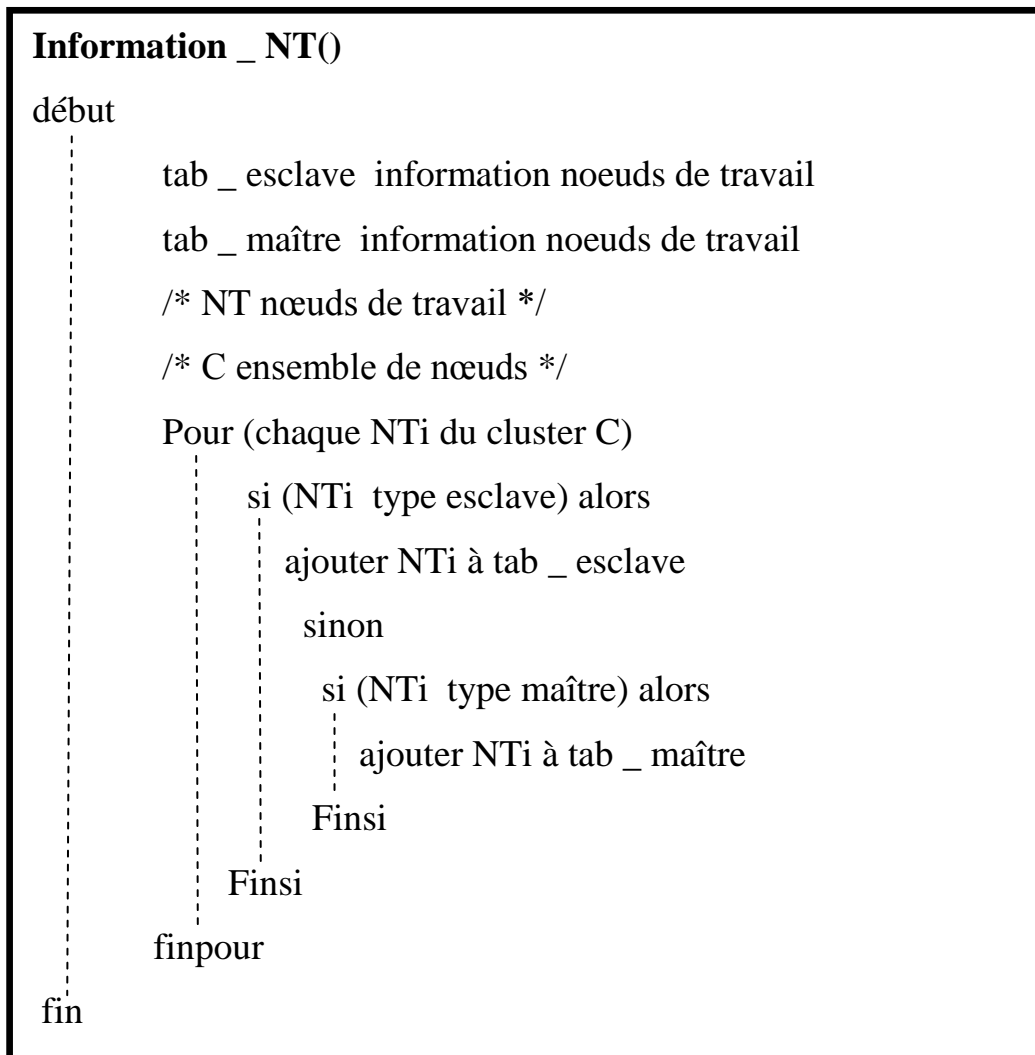 Information _ NT()
début
tab _ esclave information noeuds de travail
tab _ maître information noeuds de travail
/* NT nœuds de travail */
/* C ensemble de nœuds */
Pour (chaque NTi du cluster C)
si (NTi type esclave) alors
ajouter NTi à tab _ esclave
sinon
si (NTi type maître) alors
ajouter NTi à tab _ maître
Finsi
Finsi
finpour
fin